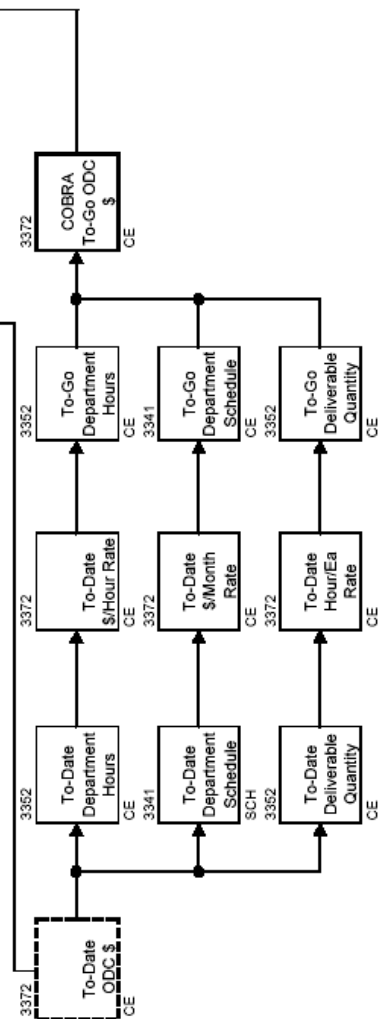 3372
To-Date
ODC $
CE
3352
To-Date
Department
Hours
CE
3372
To-Date
$/Hour Rate
CE
3352
To-Go
Department
Hours
CE
3372
COBRA
To-Go ODC
$
CE
3341
To-Date
Department
Schedule
SCH
3372
To-Date
$/Month
Rate
CE
3341
To-Go
Department
Schedule
CE
3352
To-Date
Deliverable
Quantity
CE
3372
To-Date
Hour/Ea
Rate
CE
3352
To-Go
Deliverable
Quantity
CE